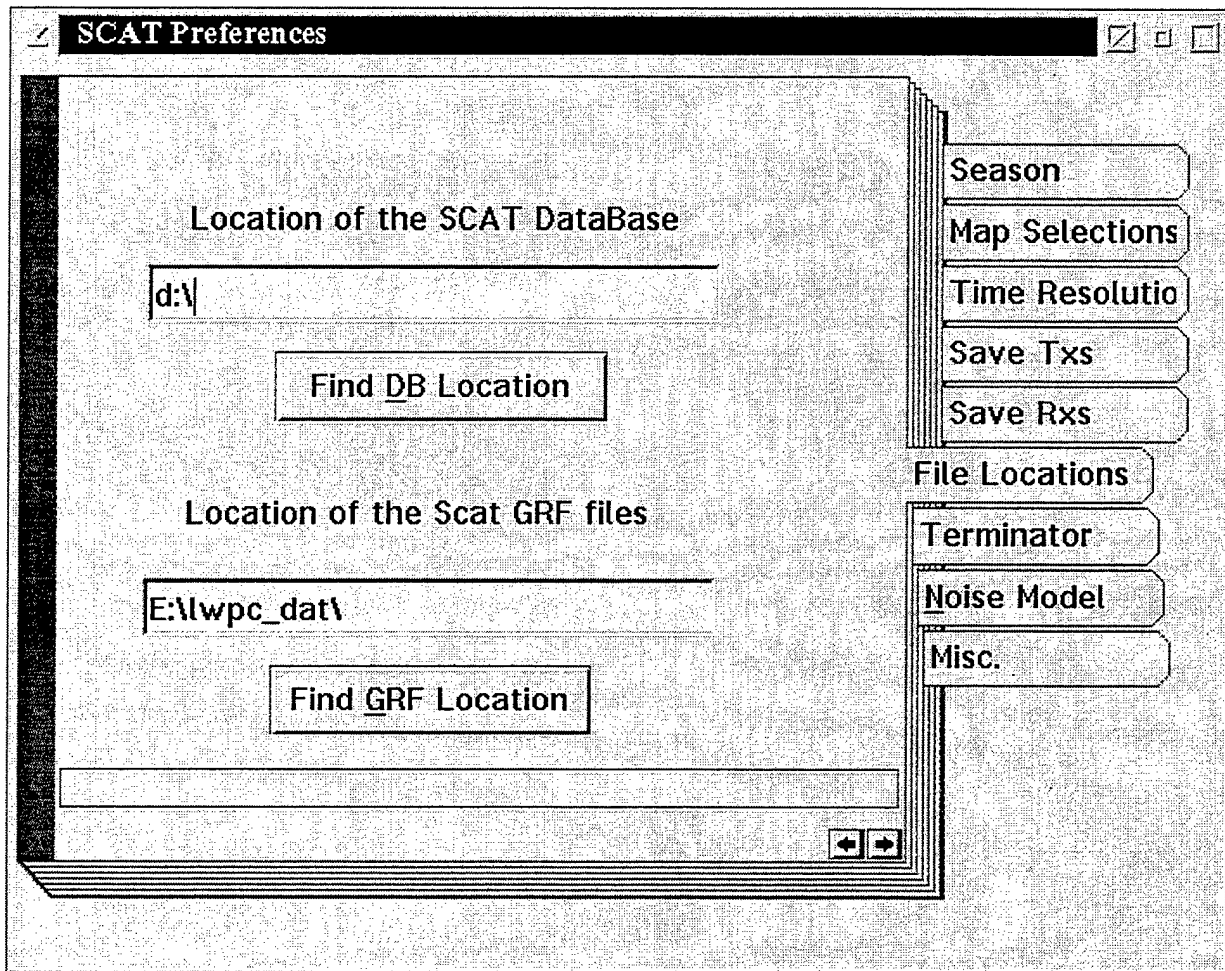 SCAT Preferences
Location of the SCAT DataBase
d:\
Find DB Location
Location of the Scat GRF files
E:\lwpc_dat\
Find GRF Location
Season
Map Selections
Time Resolutio
Save Txs
Save Rxs
File Locations
Terminator
Noise Model
Misc.